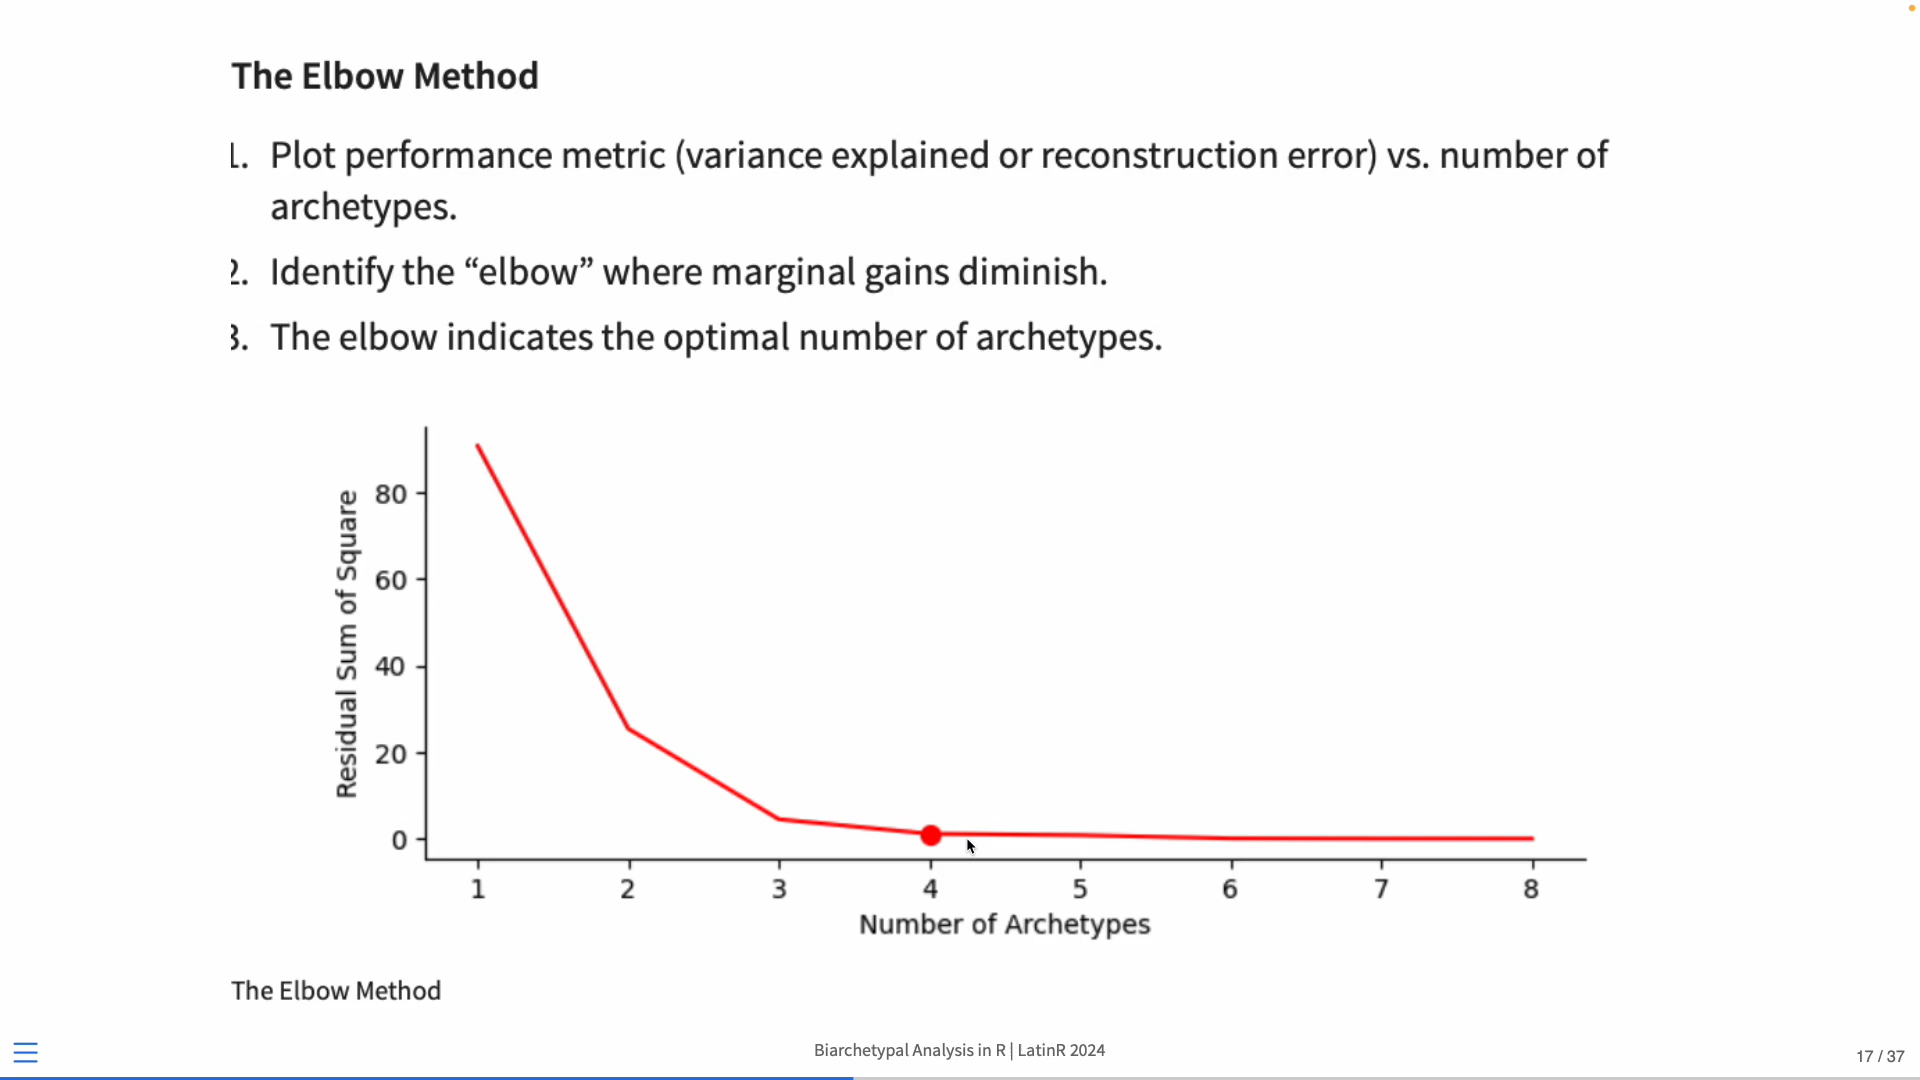 The Elbow Method
1. Plot performance metric (variance explained or reconstruction error) vs. number of
archetypes.
2. Identify the “elbow” where marginal gains diminish.
3. The elbow indicates the optimal number of archetypes.
Residual Sum of Square
80
60
40
20
0
1 2 3 4 5 6 7 8
Number of Archetypes
The Elbow Method
Biarchetypal Analysis in R | LatinR 2024
17 / 37